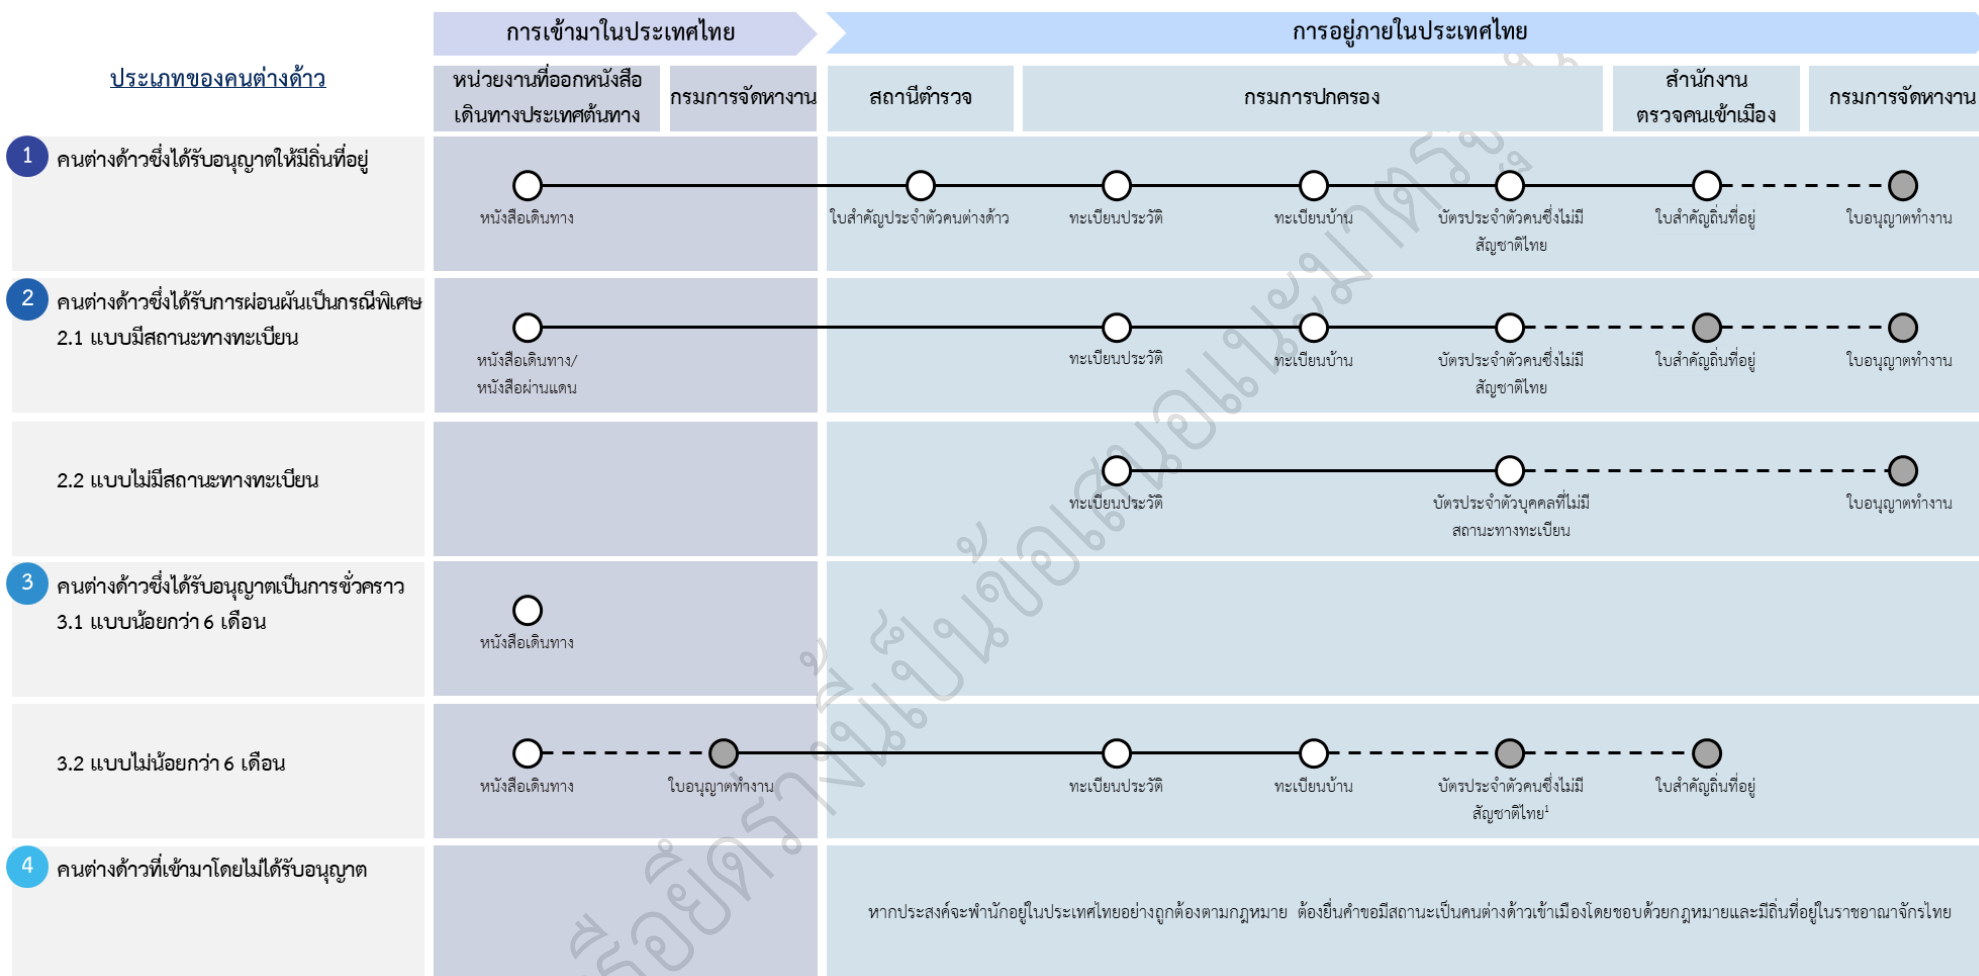 การเข้ามาในประเทศไทย
การอยู่ภายในประเทศไทย
ประเภทของคนต่างด้าว
หน่วยงานที่ออกหนังสือ
เดินทางประเทศต้นทาง
กรมการจัดหางาน
สถานีตำรวจ
กรมการปกครอง
สำนักงาน
ตรวจคนเข้าเมือง
กรมการจัดหางาน
1 คนต่างด้าวซึ่งได้รับอนุญาตให้มีถิ่นที่อยู่
หนังสือเดินทาง
ใบสำคัญประจำตัวคนต่างด้าว
ทะเบียนประวัติ
ทะเบียนบ้าน
บัตรประจำตัวคนซึ่งไม่มี
สัญชาติไทย
ใบสำคัญถิ่นที่อยู่
ใบอนุญาตทำงาน
2 คนต่างด้าวซึ่งได้รับการผ่อนผันเป็นกรณีพิเศษ
2.1 แบบมีสถานะทางทะเบียน
หนังสือเดินทาง/
หนังสือผ่านแดน
ทะเบียนประวัติ
ทะเบียนบ้าน
บัตรประจำตัวคนซึ่งไม่มี
สัญชาติไทย
ใบสำคัญถิ่นที่อยู่
ใบอนุญาตทำงาน
2.2 แบบไม่มีสถานะทางทะเบียน
ทะเบียนประวัติ
บัตรประจำตัวบุคคลที่ไม่มี
สถานะทางทะเบียน
ใบอนุญาตทำงาน
3 คนต่างด้าวซึ่งได้รับอนุญาตเป็นการชั่วคราว
3.1 แบบน้อยกว่า 6 เดือน
หนังสือเดินทาง
3.2 แบบไม่น้อยกว่า 6 เดือน
หนังสือเดินทาง
ใบอนุญาตทำงาน
ทะเบียนประวัติ
ทะเบียนบ้าน
บัตรประจำตัวคนซึ่งไม่มี
สัญชาติไทย¹
ใบสำคัญถิ่นที่อยู่
4 คนต่างด้าวที่เข้ามาโดยไม่ได้รับอนุญาต
หากประสงค์จะพำนักอยู่ในประเทศไทยอย่างถูกต้องตามกฎหมาย ต้องยื่นคำขอมีสถานะเป็นคนต่างด้าวเข้าเมืองโดยชอบด้วยกฎหมายและมีถิ่นที่อยู่ในราชอาณาจักรไทย